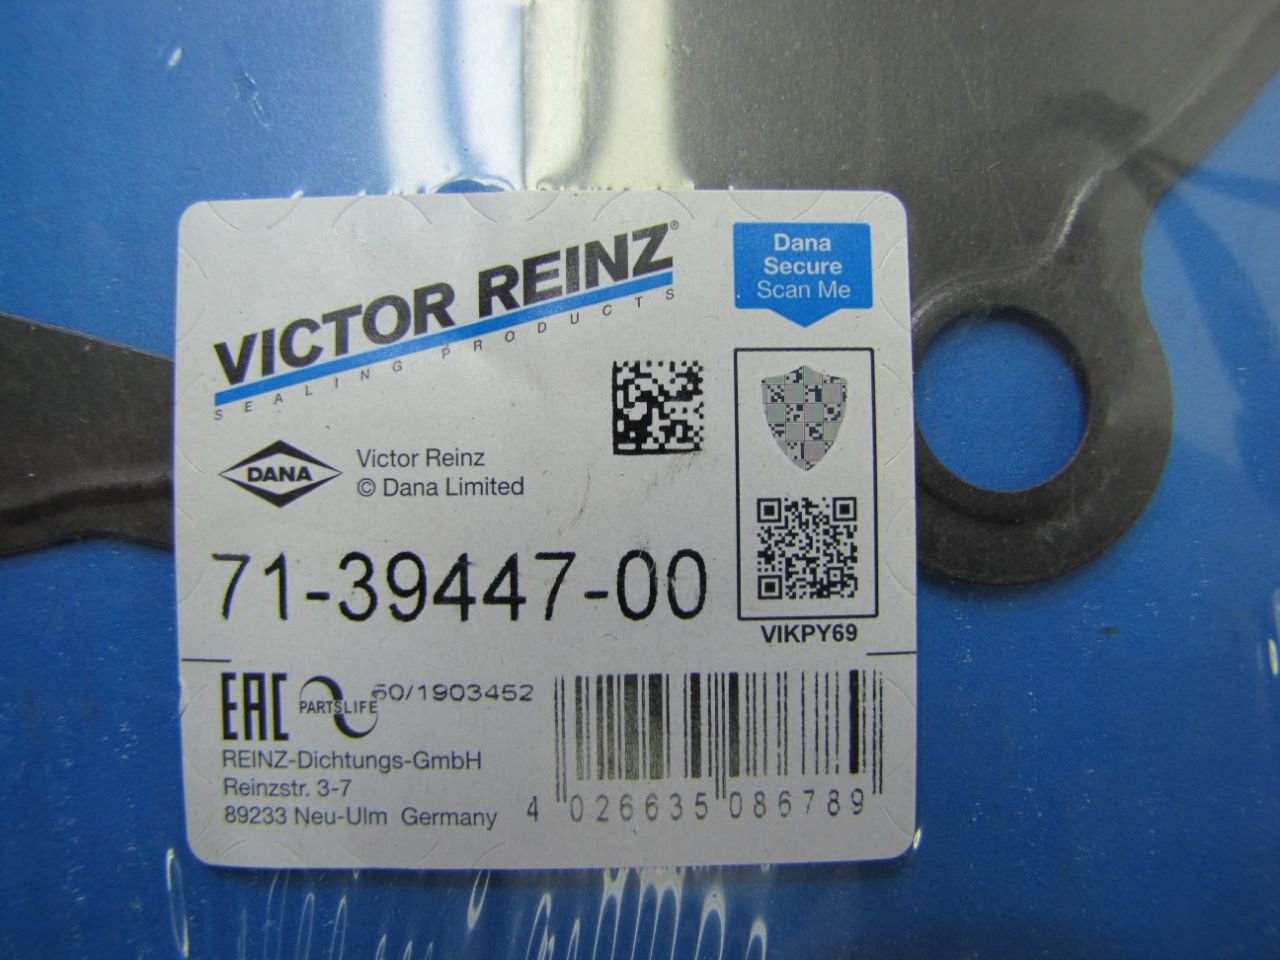 VICTOR REINZ®
SEALING PRODUCTS
Dana
Secure
Scan Me
DANA
Victor Reinz
© Dana Limited
71-39447-00
VIKPY69
EAC
PARTSLIFE
60/1903452
REINZ-Dichtungs-GmbH
Reinzstr. 3-7
89233 Neu-Ulm Germany
4 026635 086789